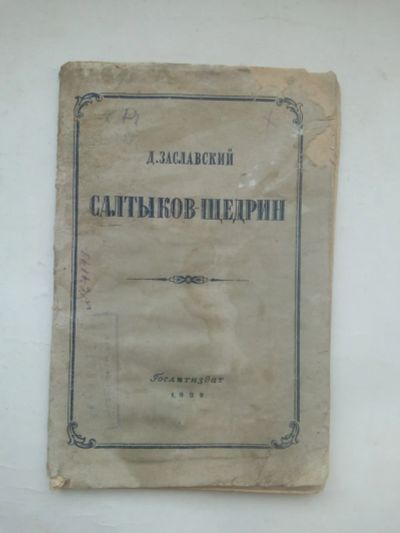 Д. ЗАСЛАВСКИЙ
САЛТЫКОВ-ЩЕДРИН
Гослитиздат
1939